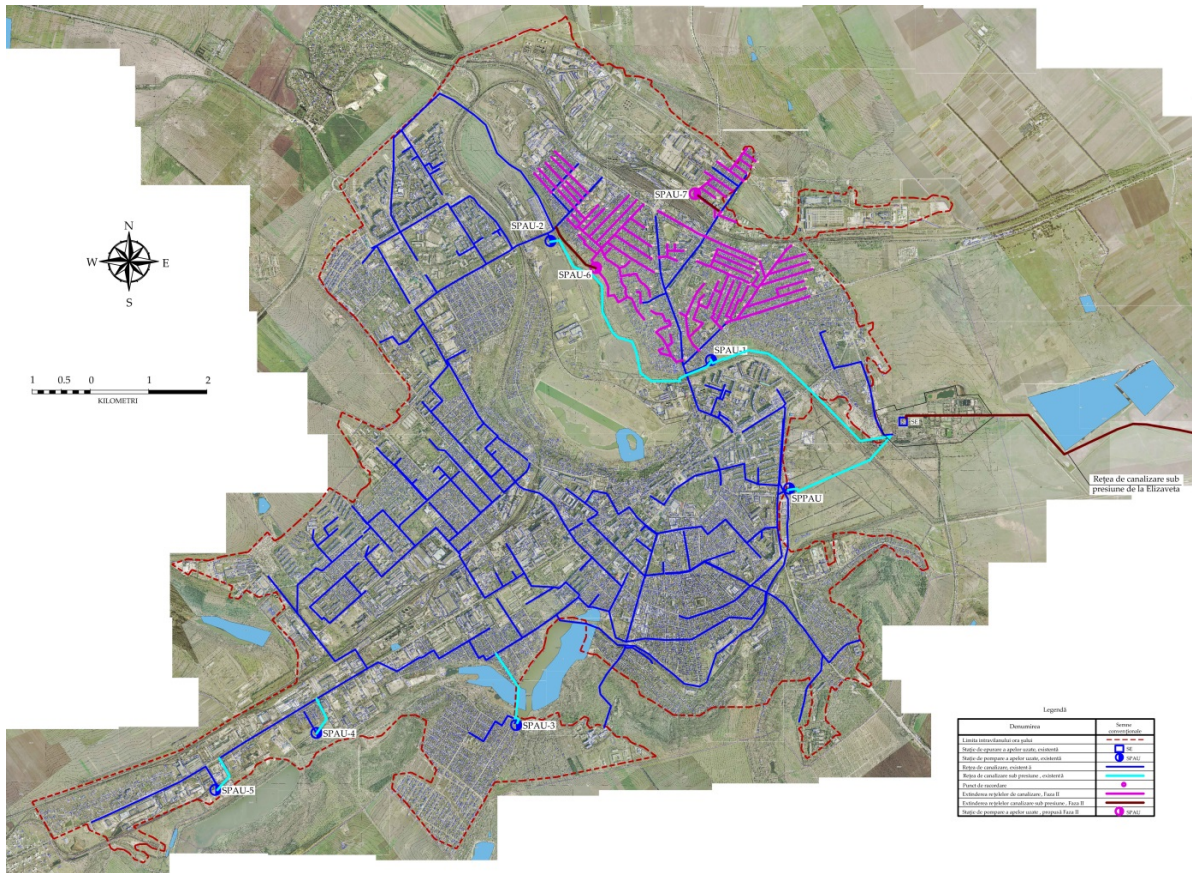 SPAU-7
SPAU-2
SPAU-6
N
W E
S
SPAU-1
1 0.5 0 1 2
KILOMETRI
SE
Rețea de canalizare sub
presiune de la Elizaveta
SPPAU
SPAU-3
SPAU-4
SPAU-5
Legendă
Denumirea
Semne
convenționale
Limita intravilanului orașului
Stație de epurare a apelor uzate, existentă
SE
Stație de pompare a apelor uzate, existentă
SPAU
Rețea de canalizare, existentă
Rețea de canalizare sub presiune, existentă
Punct de racordare
Extinderea rețelelor de canalizare, Faza II
Extinderea rețelelor canalizare sub presiune, Faza II
Stație de pompare a apelor uzate, propusă Faza II
SPAU